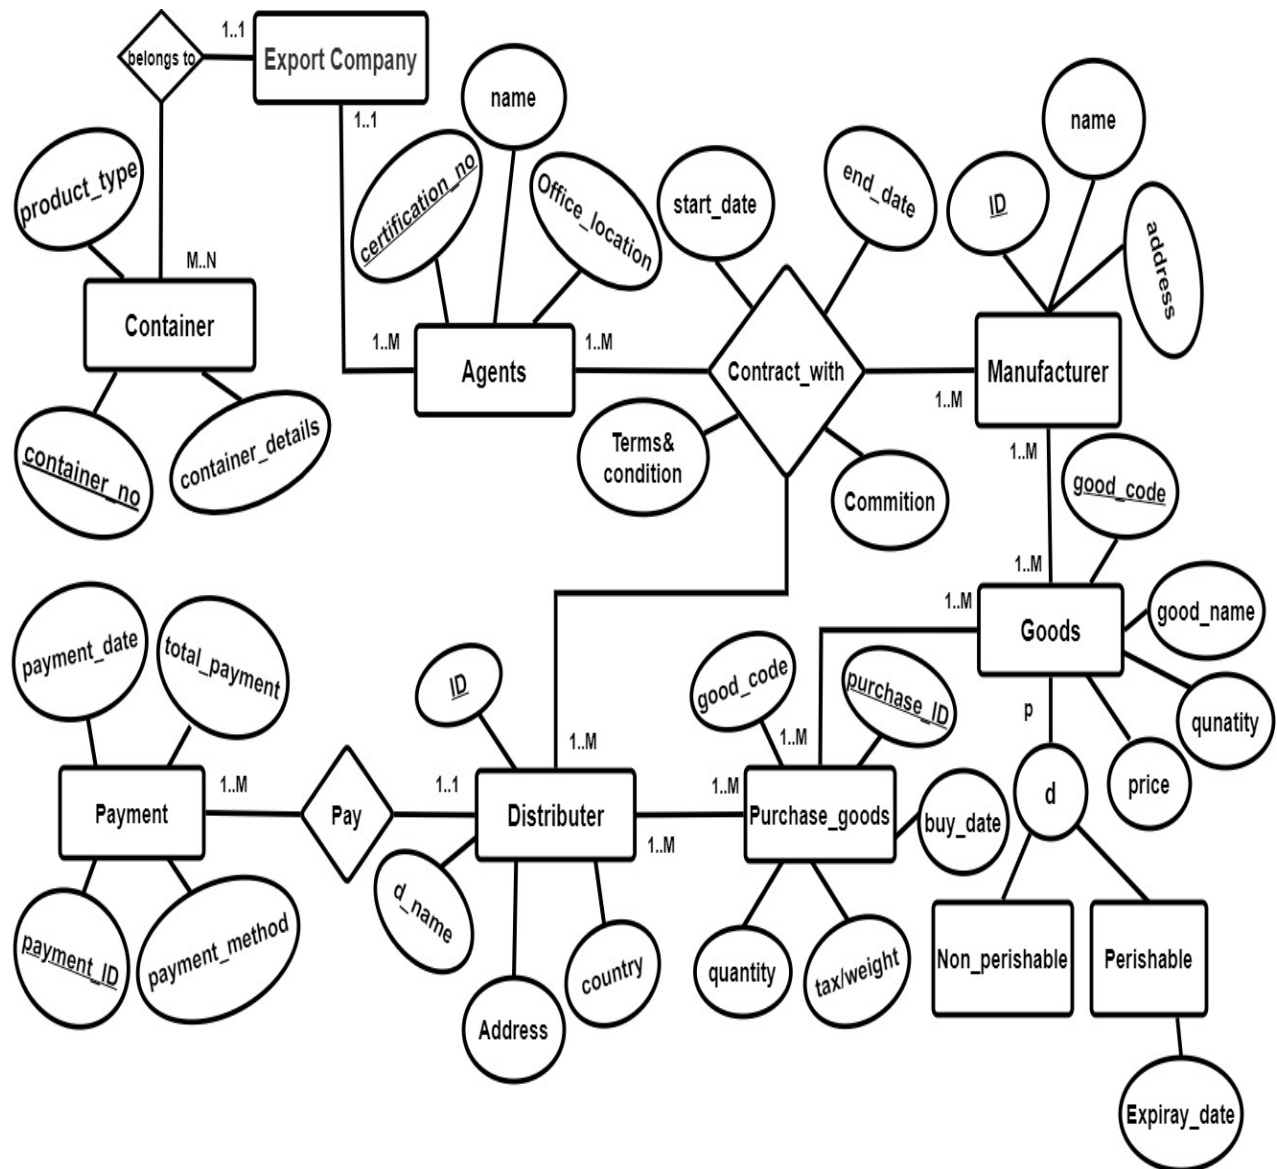 belongs to
1..1
Export Company
1..1
name
name
product_type
certification_no
Office_location
start_date
end_date
ID
address
M..N
Container
1..M
Agents
1..M
Contract_with
1..M
Manufacturer
container_no
container_details
Terms&
condition
Commition
1..M
good_code
1..M
1..M
Goods
good_name
qunatity
price
p
d
payment_date
total_payment
ID
good_code
purchase_ID
1..M
1..M
Payment
1..M
Pay
1..1
Distributer
1..M
1..M
Purchase_goods
buy_date
payment_ID
payment_method
d_name
Address
country
quantity
tax/weight
Non_perishable
Perishable
Expiray_date